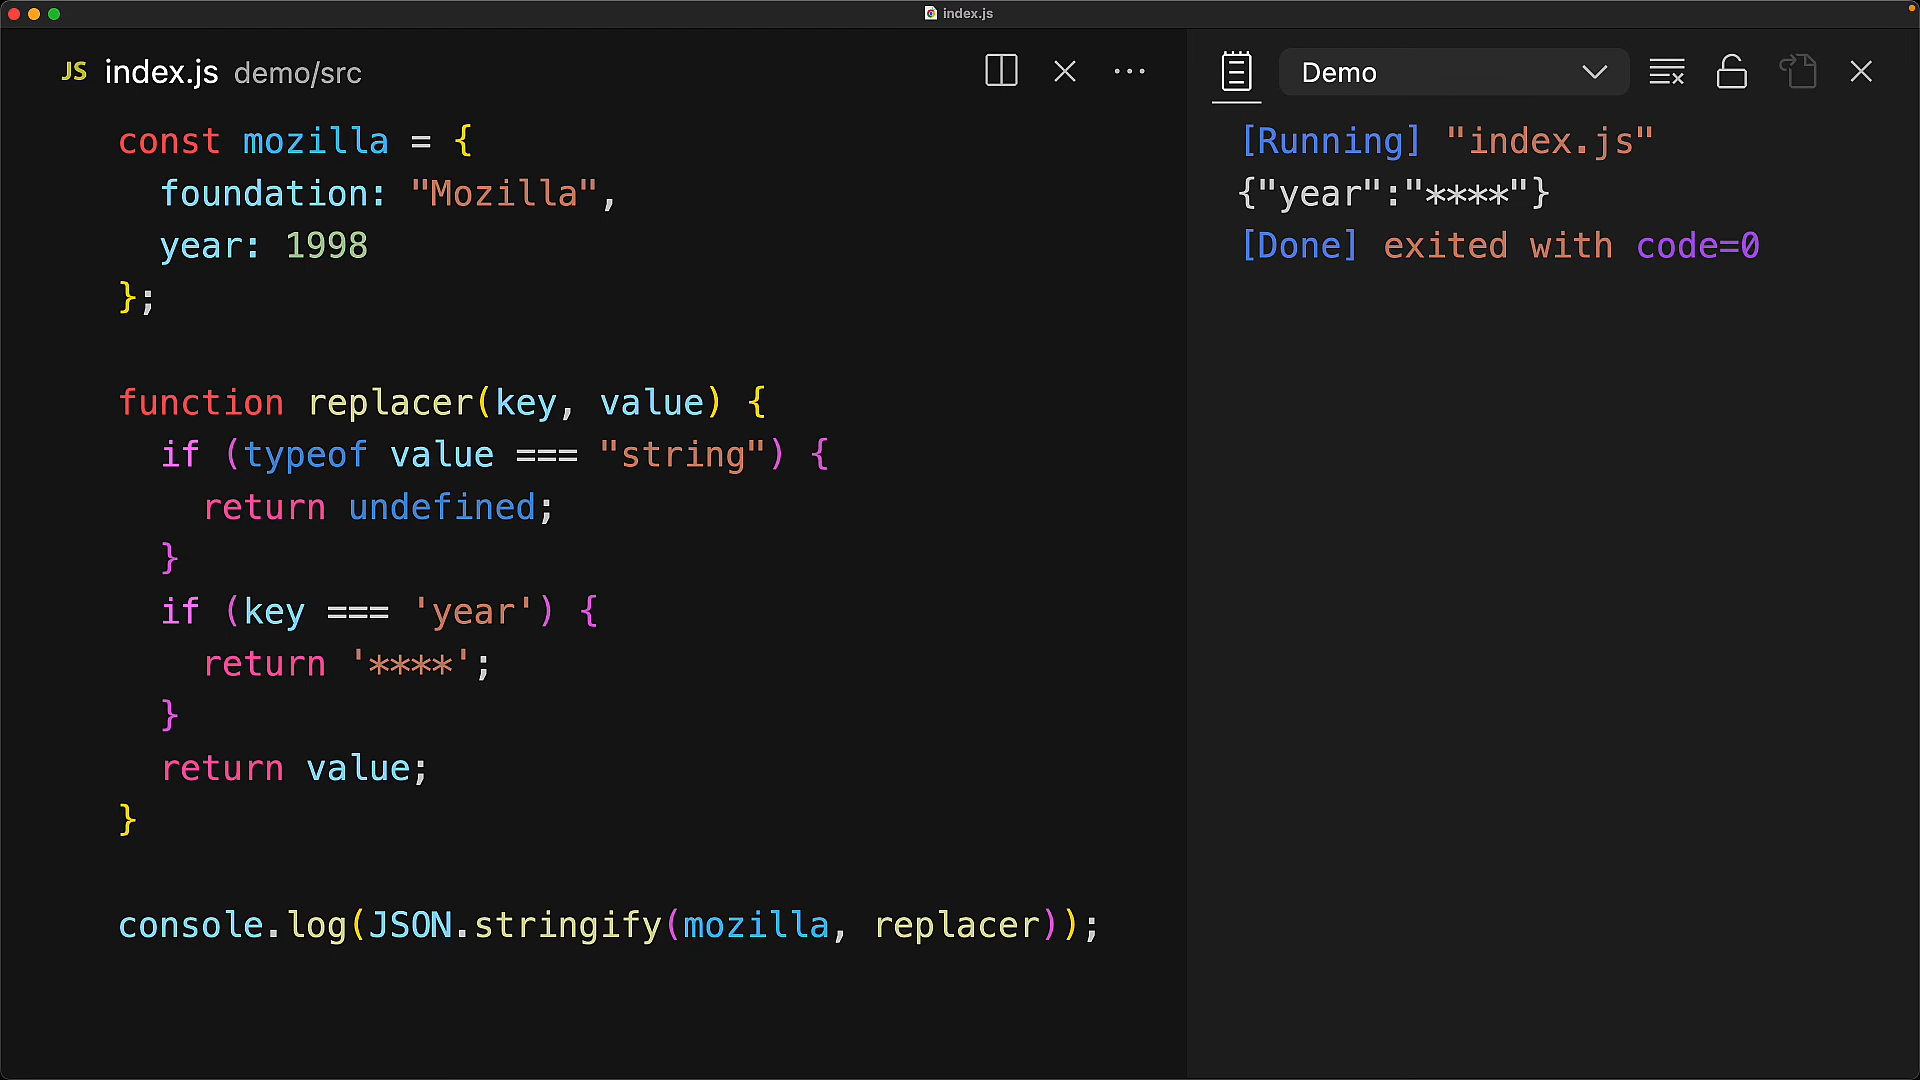 index.js
JS index.js demo/src
const mozilla = {
  foundation: "Mozilla",
  year: 1998
};
function replacer(key, value) {
  if (typeof value === "string") {
    return undefined;
  }
  if (key === 'year') {
    return '****';
  }
  return value;
}
console.log(JSON.stringify(mozilla, replacer));
Demo
[Running] "index.js"
{"year":"****"}
[Done] exited with code=0